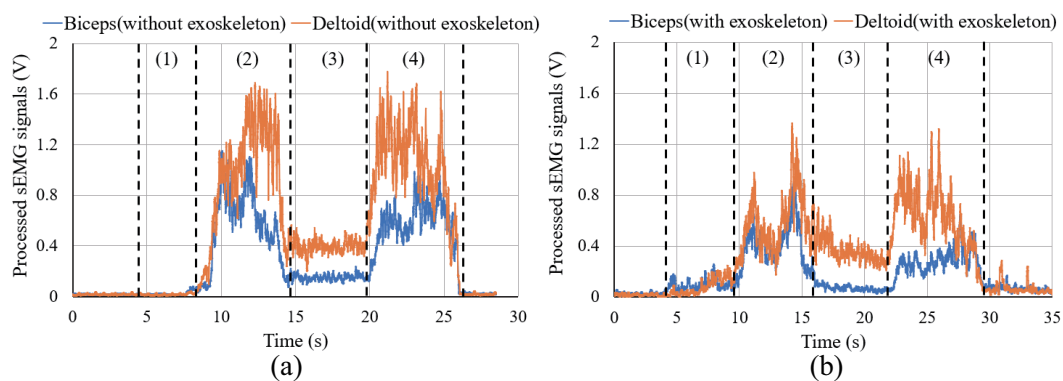 Biceps(without exoskeleton) Deltoid(without exoskeleton)
Processed sEMG signals (V)
2
1.6
1.2
0.8
0.4
0
(1) (2) (3) (4)
0 5 10 15 20 25 30
Time (s)
(a)
Biceps(with exoskeleton) Deltoid(with exoskeleton)
Processed sEMG signals (V)
2
1.6
1.2
0.8
0.4
0
(1) (2) (3) (4)
0 5 10 15 20 25 30 35
Time (s)
(b)